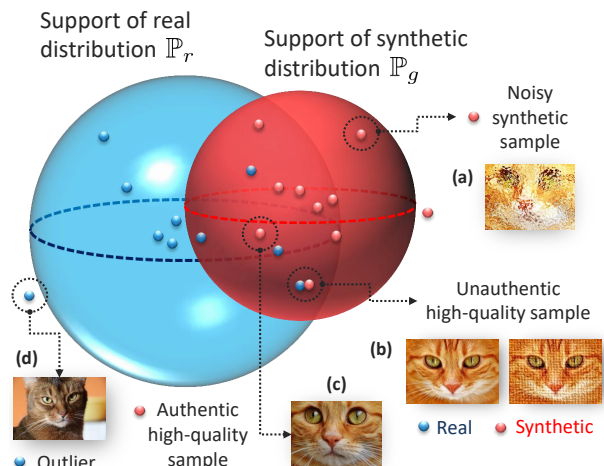 Support of real
distribution ℙr
Support of synthetic
distribution ℙg
Noisy
synthetic
sample
(a)
Unauthentic
high-quality sample
(b)
Real
Synthetic
(c)
(d)
Authentic
high-quality
sample
Outlier